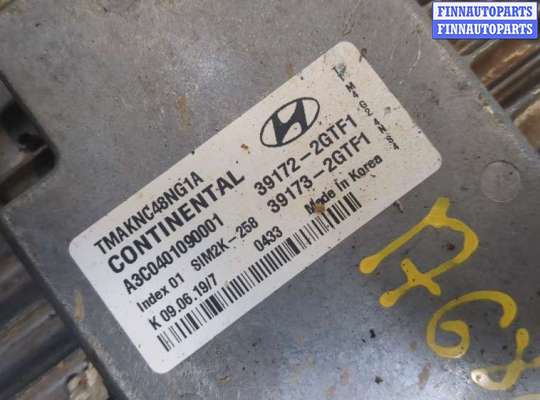 FINNAUTOPARTS
FINNAUTOPARTS
TMAKNC48NG1A
CONTINENTAL
A3C0401090001
Index 01 SIM2K-258
K 09.06.19/7
0433
39172-2GTF1
39173-2GTF1
Made in Korea